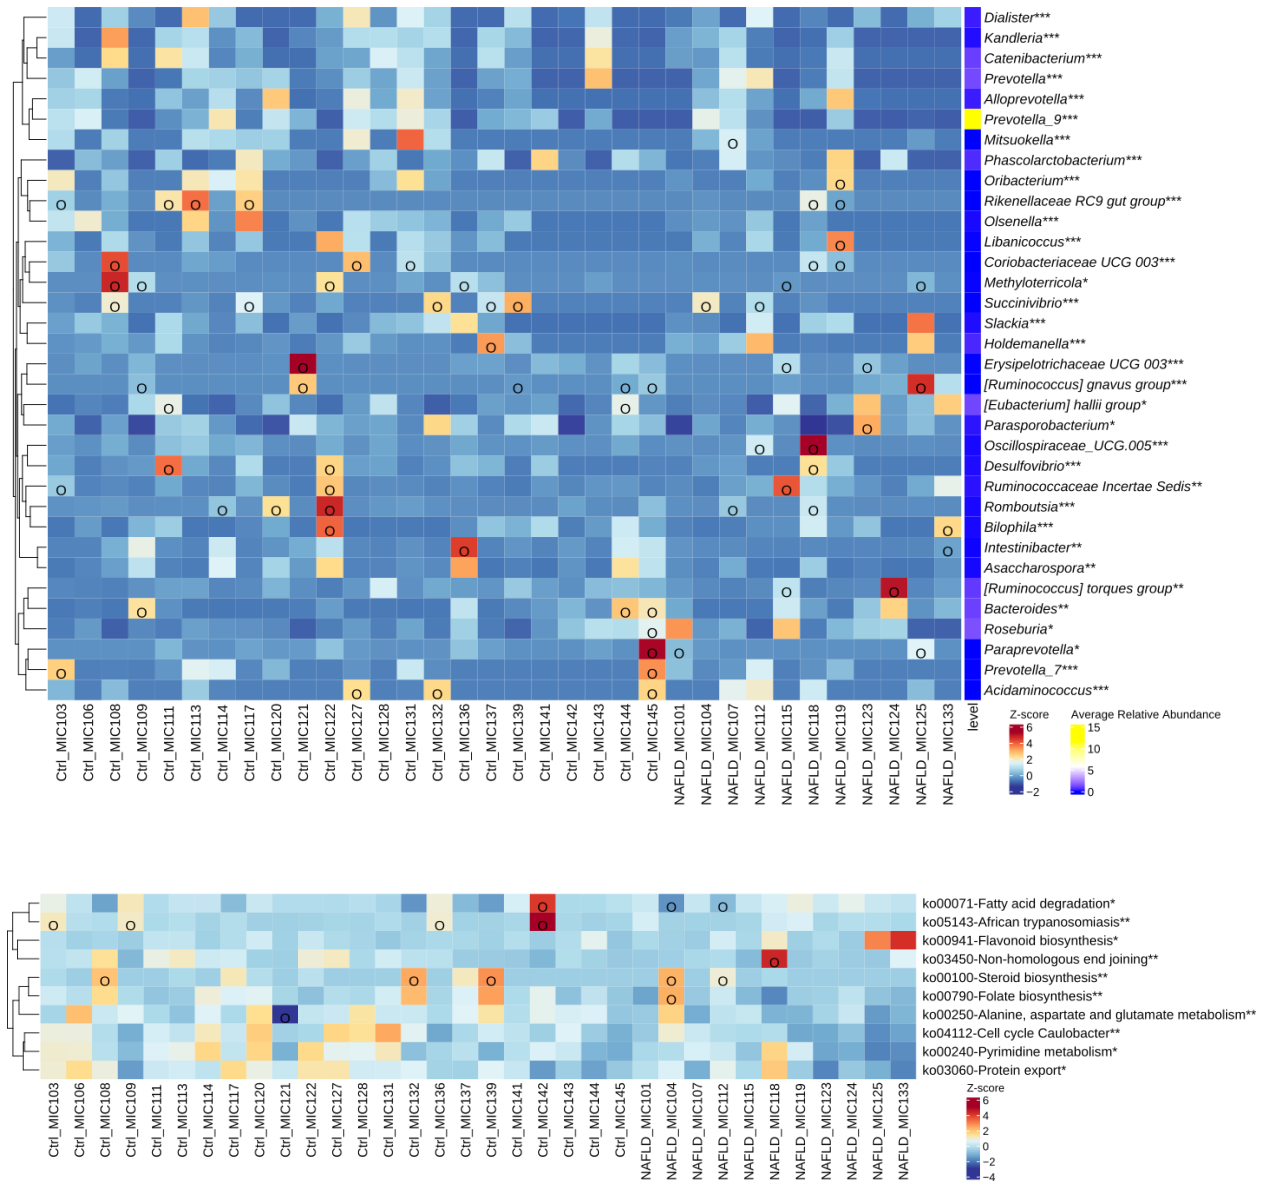 Dialister***
Kandleria***
Catenibacterium***
Prevotella***
Alloprevotella***
Prevotella_9***
Mitsuokella***
Phascolarctobacterium***
Oribacterium***
Rikenellaceae RC9 gut group***
Olsenella***
Libanicoccus***
Coriobacteriaceae UCG 003***
Methyloterricola*
Succinivibrio***
Slackia***
Holdemanella***
Erysipelotrichaceae UCG 003***
[Ruminococcus] gnavus group***
[Eubacterium] hallii group*
Parasporobacterium*
Oscillospiraceae_UCG.005***
Desulfovibrio***
Ruminococcaceae Incertae Sedis**
Romboutsia***
Bilophila***
Intestinibacter**
Asaccharospora**
[Ruminococcus] torques group**
Bacteroides**
Roseburia*
Paraprevotella*
Prevotella_7***
Acidaminococcus***
Ctrl_MIC103
Ctrl_MIC106
Ctrl_MIC108
Ctrl_MIC109
Ctrl_MIC111
Ctrl_MIC113
Ctrl_MIC114
Ctrl_MIC117
Ctrl_MIC120
Ctrl_MIC121
Ctrl_MIC122
Ctrl_MIC127
Ctrl_MIC128
Ctrl_MIC131
Ctrl_MIC132
Ctrl_MIC136
Ctrl_MIC137
Ctrl_MIC139
Ctrl_MIC141
Ctrl_MIC142
Ctrl_MIC143
Ctrl_MIC144
Ctrl_MIC145
NAFLD_MIC101
NAFLD_MIC104
NAFLD_MIC107
NAFLD_MIC112
NAFLD_MIC115
NAFLD_MIC118
NAFLD_MIC119
NAFLD_MIC123
NAFLD_MIC124
NAFLD_MIC125
NAFLD_MIC133
level
Z-score
6
4
2
0
−2
Average Relative Abundance
15
10
5
0
ko00071-Fatty acid degradation*
ko05143-African trypanosomiasis**
ko00941-Flavonoid biosynthesis*
ko03450-Non-homologous end joining**
ko00100-Steroid biosynthesis**
ko00790-Folate biosynthesis**
ko00250-Alanine, aspartate and glutamate metabolism**
ko04112-Cell cycle Caulobacter**
ko00240-Pyrimidine metabolism*
ko03060-Protein export*
Ctrl_MIC103
Ctrl_MIC106
Ctrl_MIC108
Ctrl_MIC109
Ctrl_MIC111
Ctrl_MIC113
Ctrl_MIC114
Ctrl_MIC117
Ctrl_MIC120
Ctrl_MIC121
Ctrl_MIC122
Ctrl_MIC127
Ctrl_MIC128
Ctrl_MIC131
Ctrl_MIC132
Ctrl_MIC136
Ctrl_MIC137
Ctrl_MIC139
Ctrl_MIC141
Ctrl_MIC142
Ctrl_MIC143
Ctrl_MIC144
Ctrl_MIC145
NAFLD_MIC101
NAFLD_MIC104
NAFLD_MIC107
NAFLD_MIC112
NAFLD_MIC115
NAFLD_MIC118
NAFLD_MIC119
NAFLD_MIC123
NAFLD_MIC124
NAFLD_MIC125
NAFLD_MIC133
Z-score
6
4
2
0
−2
−4